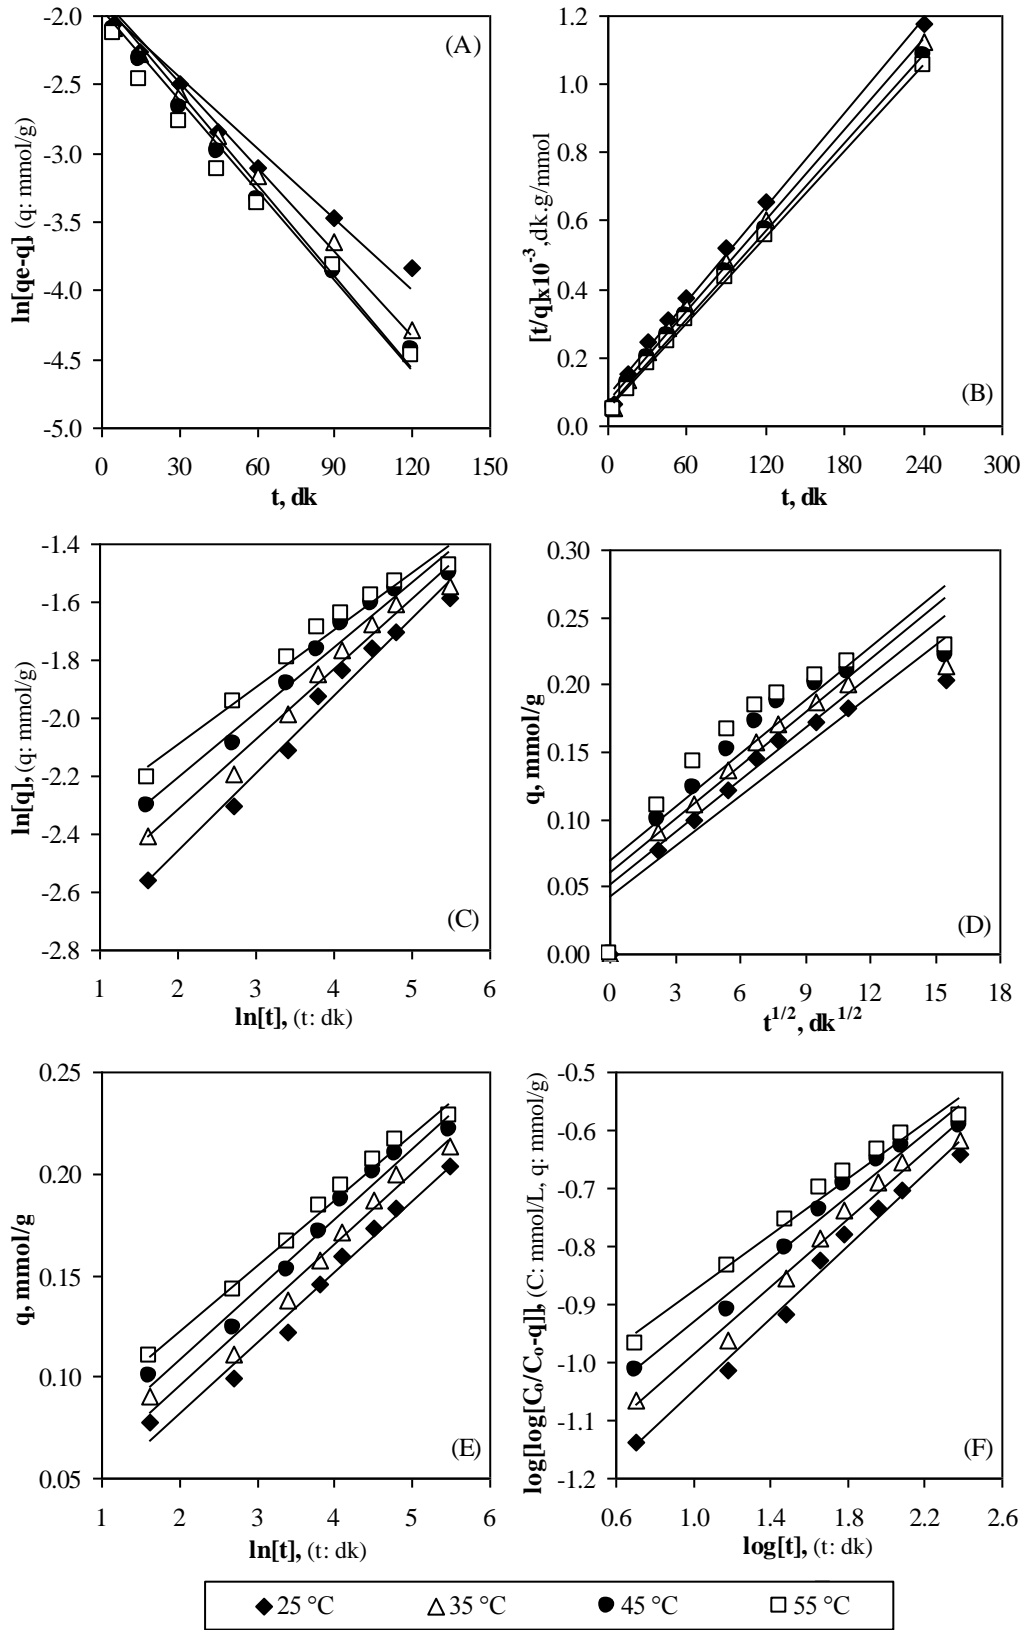 -2.0
-2.5
-3.0
-3.5
-4.0
-4.5
-5.0
ln[qe-q], (q: mmol/g)
(A)
0 30 60 90 120 150
t, dk
1.2
1.0
0.8
0.6
0.4
0.2
0.0
[t/q]x10⁻³,dk.g/mmol
(B)
0 60 120 180 240 300
t, dk
-1.4
-1.6
-1.8
-2.0
-2.2
-2.4
-2.6
-2.8
ln[q], (q: mmol/g)
(C)
1 2 3 4 5 6
ln[t], (t: dk)
0.30
0.25
0.20
0.15
0.10
0.05
0.00
q, mmol/g
(D)
0 3 6 9 12 15 18
t^1/2, dk^1/2
0.25
0.20
0.15
0.10
0.05
q, mmol/g
(E)
1 2 3 4 5 6
ln[t], (t: dk)
-0.5
-0.6
-0.7
-0.8
-0.9
-1.0
-1.1
-1.2
log[log[Cₒ/Cₒ-q]], (C: mmol/L, q: mmol/g)
(F)
0.6 1.0 1.4 1.8 2.2 2.6
log[t], (t: dk)
25 °C 35 °C 45 °C 55 °C